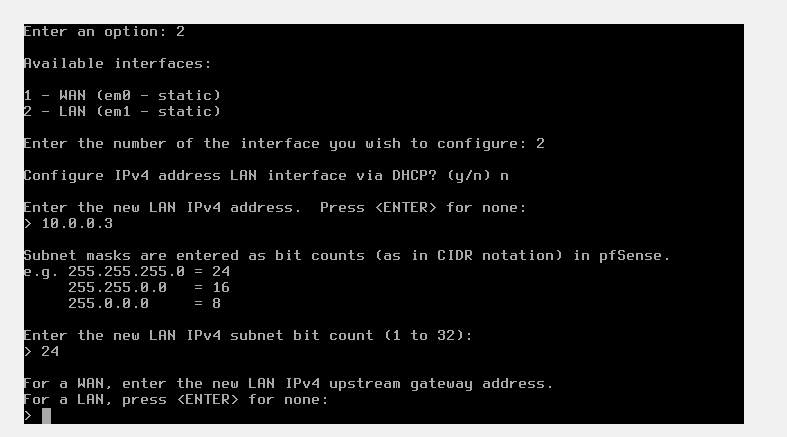 Enter an option: 2
Available interfaces:
1 - WAN (em0 - static)
2 - LAN (em1 - static)
Enter the number of the interface you wish to configure: 2
Configure IPv4 address LAN interface via DHCP? (y/n) n
Enter the new LAN IPv4 address.  Press <ENTER> for none:
> 10.0.0.3
Subnet masks are entered as bit counts (as in CIDR notation) in pfSense.
e.g. 255.255.255.0 = 24
     255.255.0.0   = 16
     255.0.0.0     = 8
Enter the new LAN IPv4 subnet bit count (1 to 32):
> 24
For a WAN, enter the new LAN IPv4 upstream gateway address.
For a LAN, press <ENTER> for none:
>